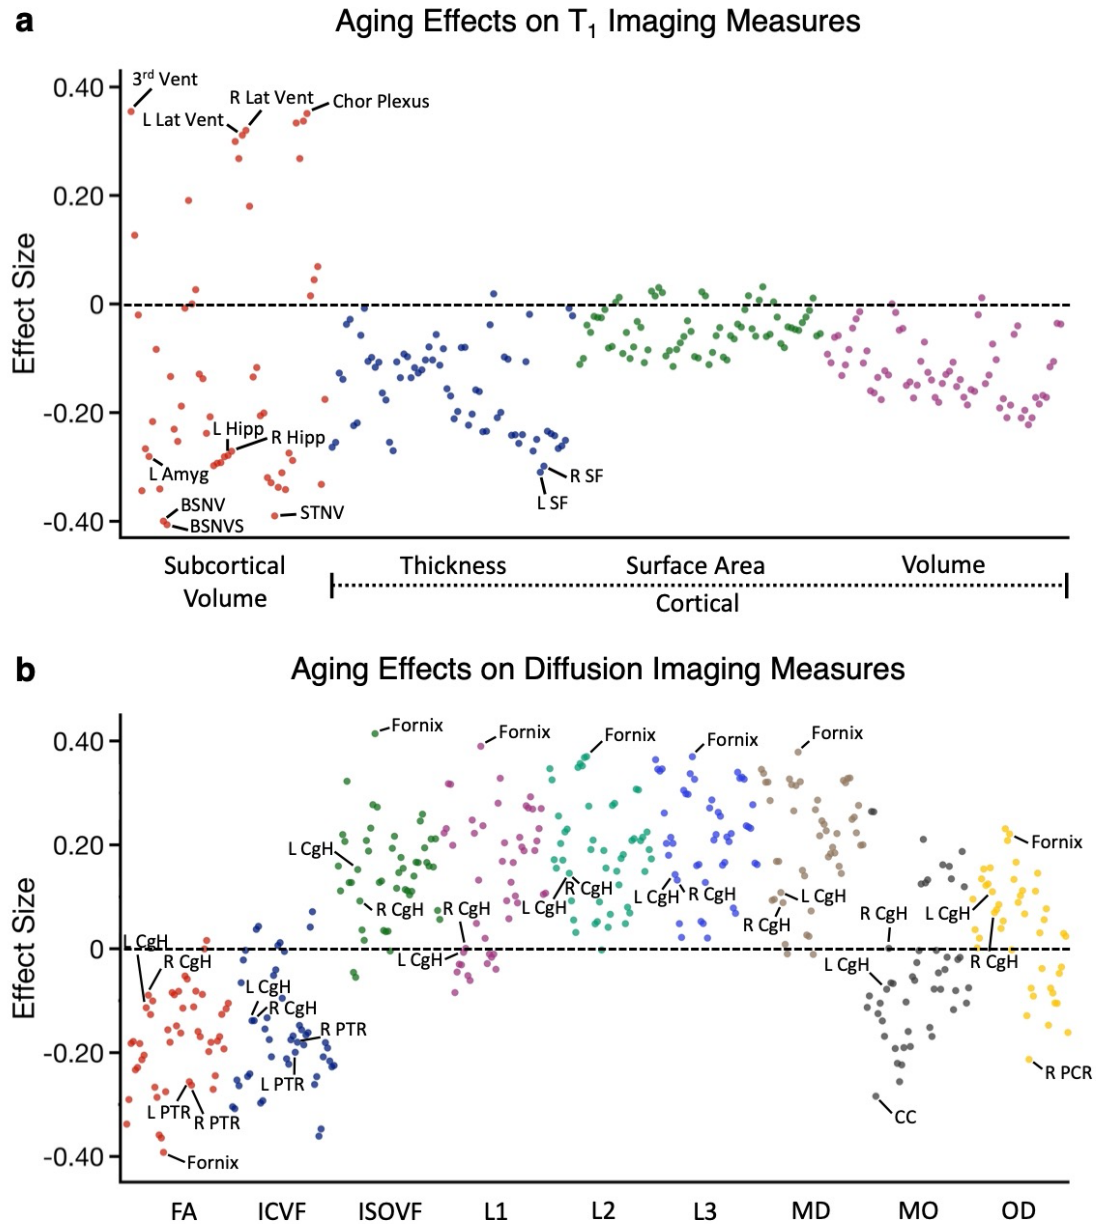 a
Aging Effects on T1 Imaging Measures
Effect Size
0.40
0.20
0
-0.20
-0.40
3rd Vent
R Lat Vent
Chor Plexus
L Lat Vent
L Hipp
R Hipp
L Amyg
BSNV
BSNVS
STNV
R SF
L SF
Subcortical
Volume
Thickness
Surface Area
Volume
Cortical
b
Aging Effects on Diffusion Imaging Measures
Effect Size
0.40
0.20
0
-0.20
-0.40
Fornix
Fornix
Fornix
Fornix
Fornix
Fornix
L CgH
R CgH
R CgH
L CgH
R CgH
L CgH
L CgH
R CgH
L CgH
R CgH
R CgH
L CgH
L CgH
R CgH
L CgH
R CgH
L CgH
R CgH
R PTR
L PTR
L PTR
R PTR
Fornix
CC
R PCR
FA
ICVF
ISOVF
L1
L2
L3
MD
MO
OD